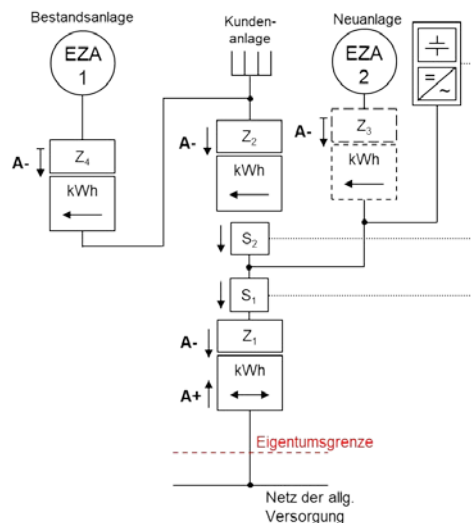 Bestandsanlage
Kunden-
anlage
Neuanlage
EZA
1
EZA
2
=
~
A-
Z4
kWh
A-
Z2
kWh
A-
Z3
kWh
S2
S1
A-
Z1
A+
kWh
Eigentumsgrenze
Netz der allg.
Versorgung